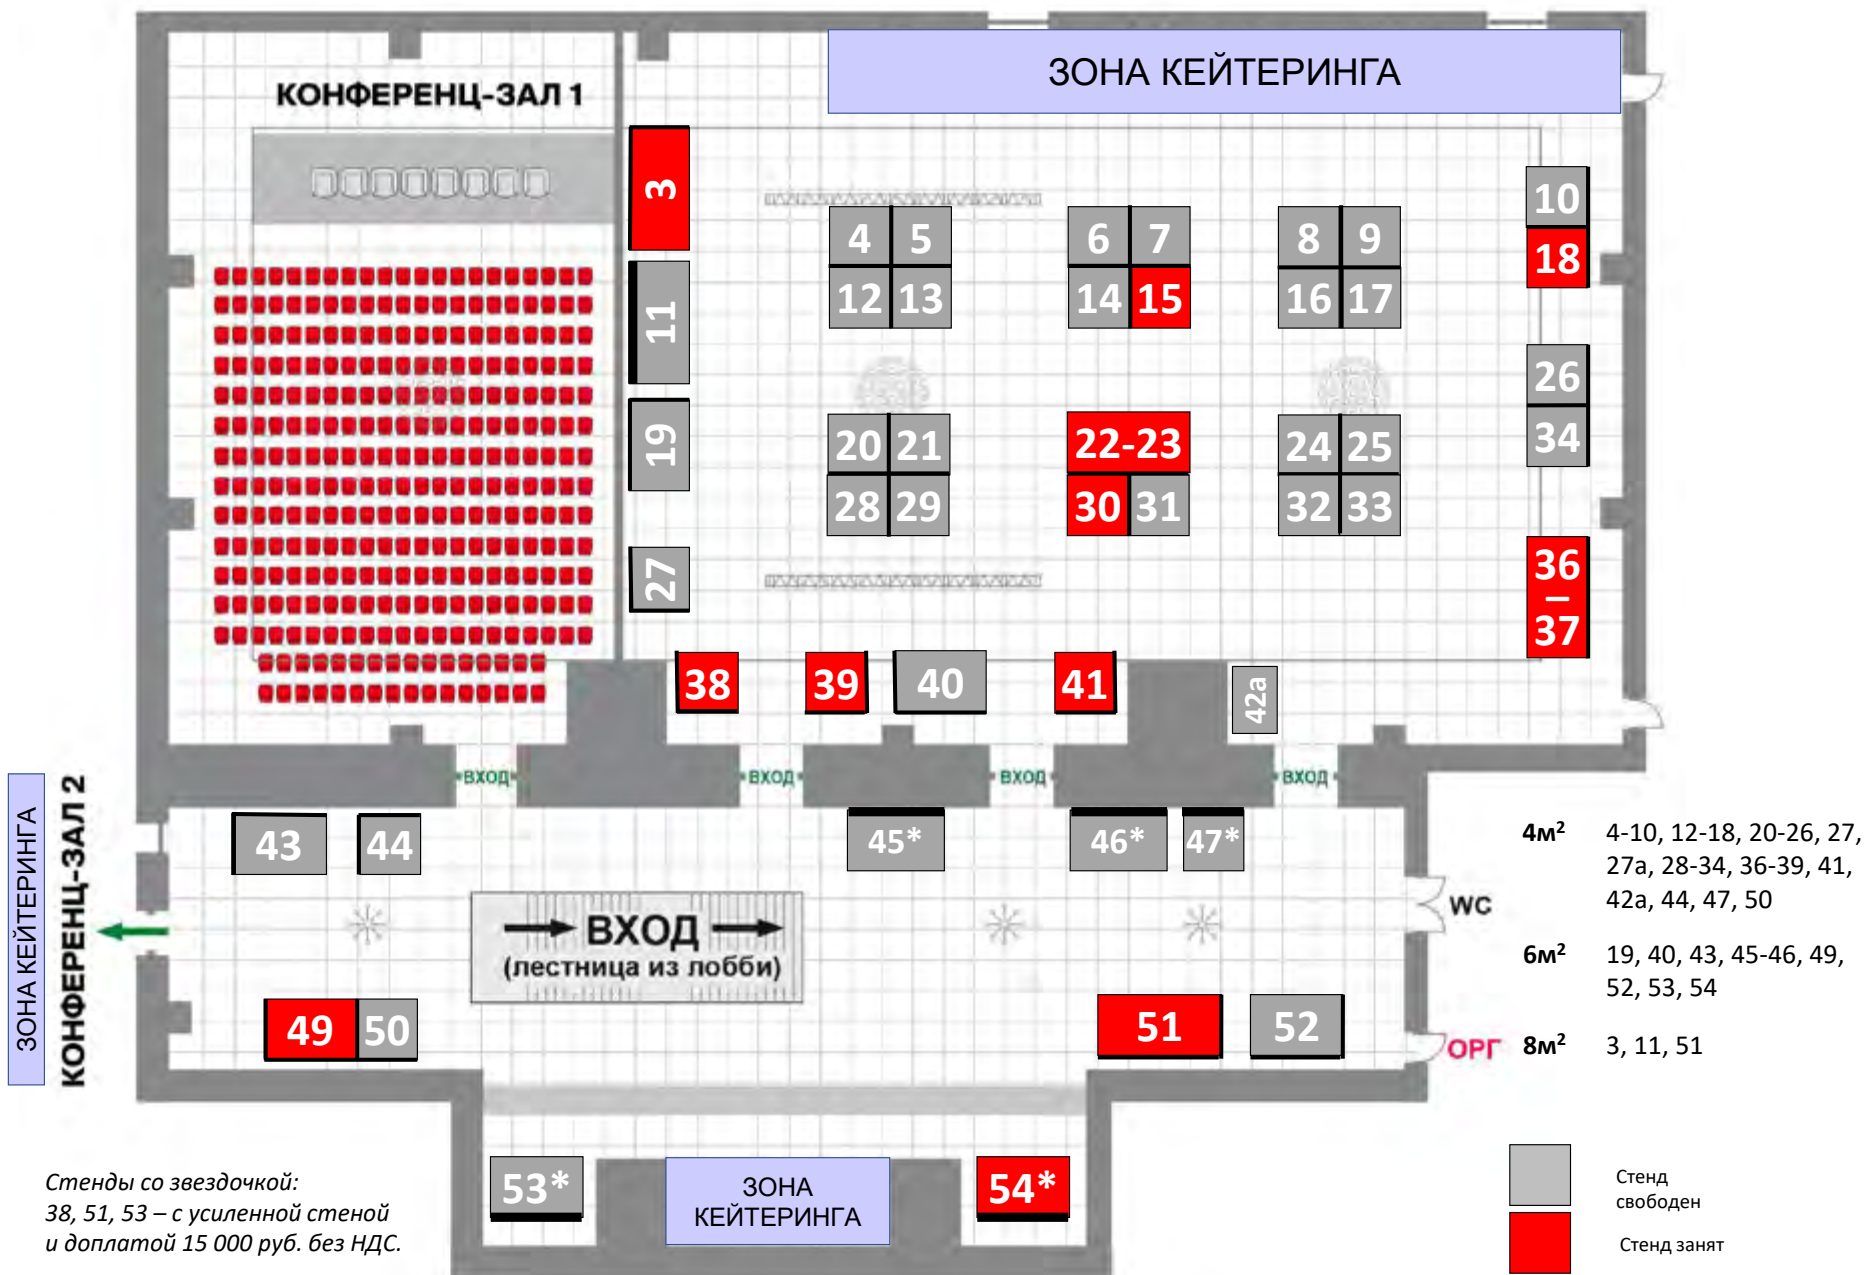 ЗОНА КЕЙТЕРИНГА
КОНФЕРЕНЦ-ЗАЛ 1
3
10
18
4 5
6 7
8 9
12 13
14 15
16 17
11
26
34
19
20 21
22-23
24 25
28 29
30 31
32 33
27
36
–
37
38
39
40
41
42а
ВХОД
ВХОД
ВХОД
ВХОД
ЗОНА КЕЙТЕРИНГА
КОНФЕРЕНЦ-ЗАЛ 2
43
44
45*
46*
47*
4м² 4-10, 12-18, 20-26, 27,
27а, 28-34, 36-39, 41,
42а, 44, 47, 50
WC
ВХОД
(лестница из лобби)
6м² 19, 40, 43, 45-46, 49,
52, 53, 54
49
50
51
52
ОРГ
8м² 3, 11, 51
53*
ЗОНА
КЕЙТЕРИНГА
54*
Стенды со звездочкой:
38, 51, 53 – с усиленной стеной
и доплатой 15 000 руб. без НДС.
Стенд
свободен
Стенд занят